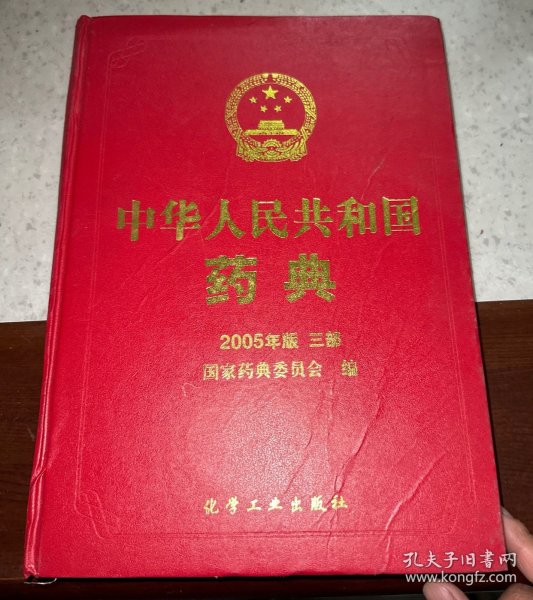 中华人民共和国
药典
2005年版 三部
国家药典委员会 编
化学工业出版社
孔夫子旧书网
www.kongfz.com